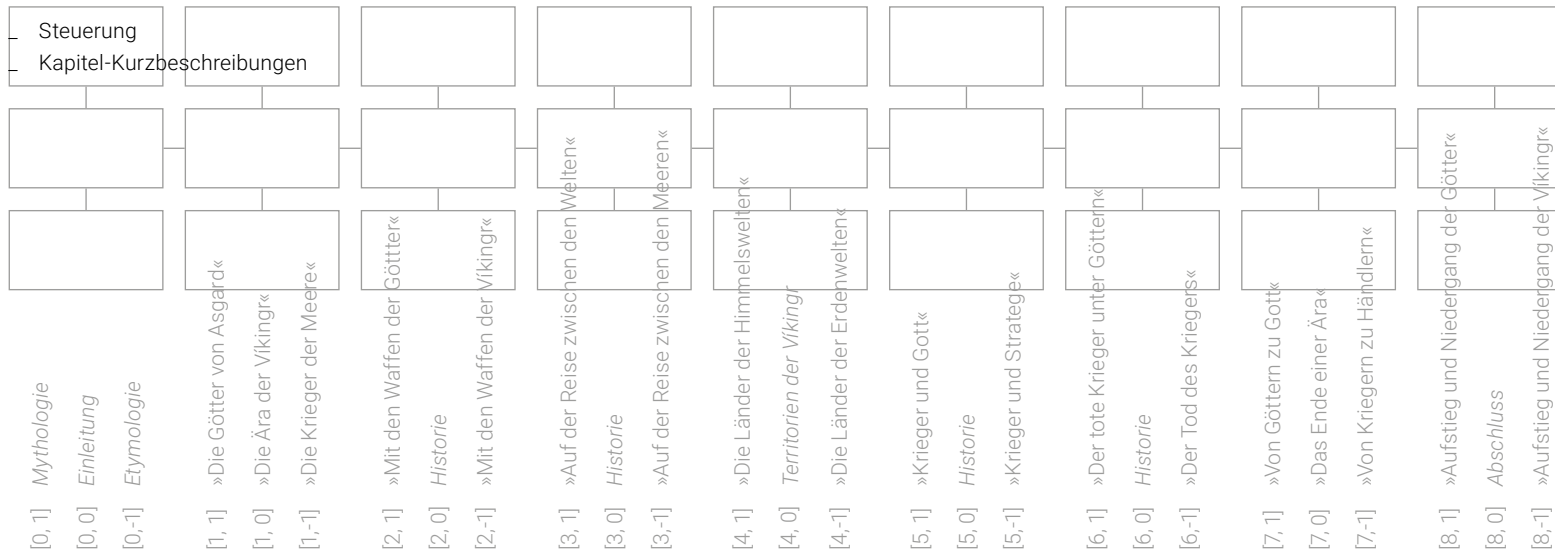 _ Steuerung
_ Kapitel-Kurzbeschreibungen
[0, 1] Mythologie
[0, 0] Einleitung
[0,-1] Etymologie
[1, 1] »Die Götter von Asgard«
[1, 0] »Die Ära der Víkingr«
[1,-1] »Die Krieger der Meere«
[2, 1] »Mit den Waffen der Göttter«
[2, 0] Historie
[2,-1] »Mit den Waffen der Víkingr«
[3, 1] »Auf der Reise zwischen den Welten«
[3, 0] Historie
[3,-1] »Auf der Reise zwischen den Meeren«
[4, 1] »Die Länder der Himmelswelten«
[4, 0] Territorien der Víkingr
[4,-1] »Die Länder der Erdenwelten«
[5, 1] »Krieger und Gott«
[5, 0] Historie
[5,-1] »Krieger und Stratege«
[6, 1] »Der tote Krieger unter Göttern«
[6, 0] Historie
[6,-1] »Der Tod des Kriegers«
[7, 1] »Von Göttern zu Gott«
[7, 0] »Das Ende einer Ära«
[7,-1] »Von Kriegern zu Händlern«
[8, 1] »Aufstieg und Niedergang der Götter«
[8, 0] Abschluss
[8,-1] »Aufstieg und Niedergang der Víkingr«